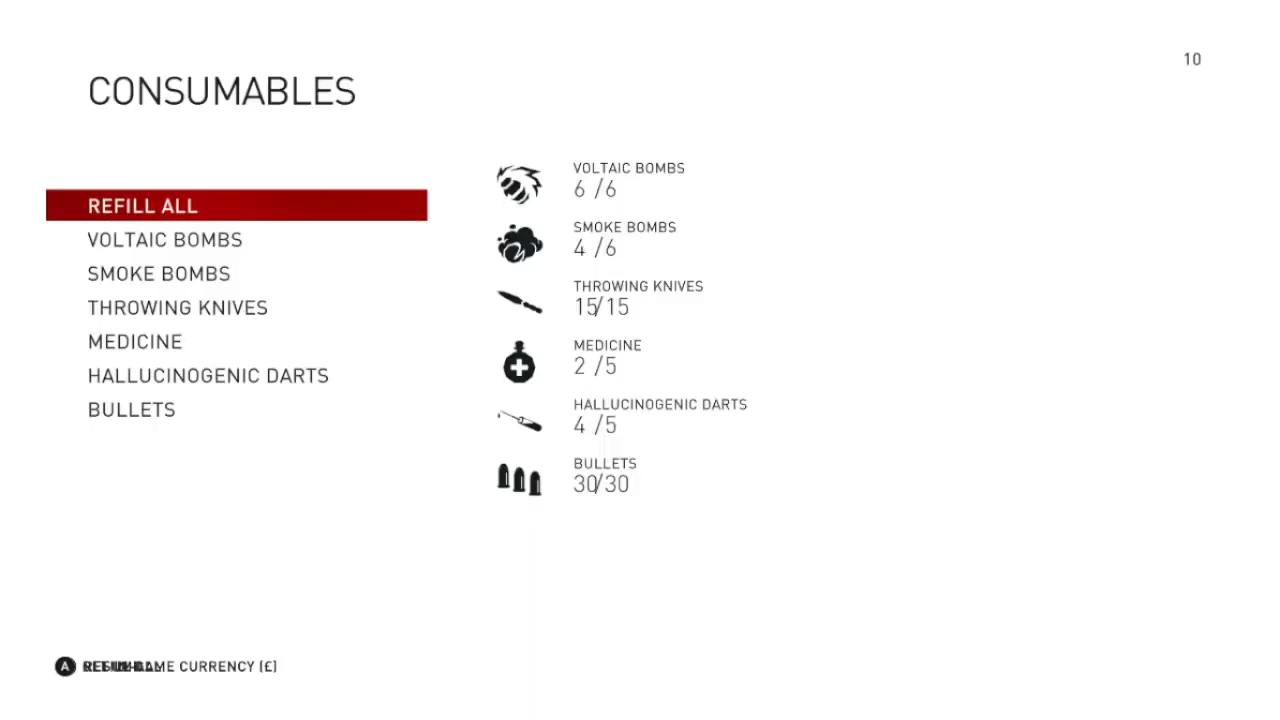 10
CONSUMABLES
REFILL ALL
VOLTAIC BOMBS
SMOKE BOMBS
THROWING KNIVES
MEDICINE
HALLUCINOGENIC DARTS
BULLETS
VOLTAIC BOMBS
6 /6
SMOKE BOMBS
4 /6
THROWING KNIVES
15/15
MEDICINE
2 /5
HALLUCINOGENIC DARTS
4 /5
BULLETS
30/30
A CURRENCY (£)